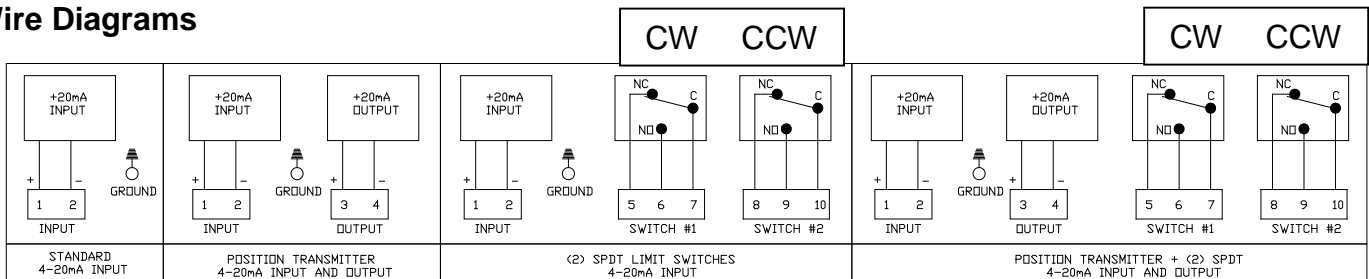 ire Diagrams
CW CCW
CW CCW
+20mA
INPUT
+ -
1 2
INPUT
GROUND
STANDARD
4-20mA INPUT
+20mA
INPUT
+ -
1 2
INPUT
GROUND
+20mA
OUTPUT
+ -
3 4
OUTPUT
POSITION TRANSMITTER
4-20mA INPUT AND OUTPUT
+20mA
INPUT
+ -
1 2
INPUT
GROUND
NC C
NO
5 6 7
SWITCH #1
NC C
NO
8 9 10
SWITCH #2
(2) SPDT LIMIT SWITCHES
4-20mA INPUT
+20mA
INPUT
+ -
1 2
INPUT
GROUND
+20mA
OUTPUT
+ -
3 4
OUTPUT
NC C
NO
5 6 7
SWITCH #1
NC C
NO
8 9 10
SWITCH #2
POSITION TRANSMITTER + (2) SPDT
4-20mA INPUT AND OUTPUT